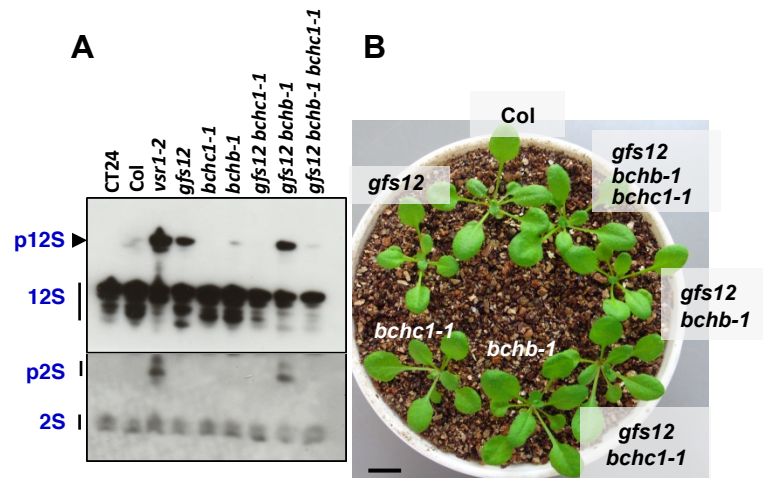 A
B
CT24
Col
vsr1-2
gfs12
bchc1-1
bchb-1
gfs12 bchc1-1
gfs12 bchb-1
gfs12 bchb-1 bchc1-1
p12S
12S
p2S
2S
Col
gfs12
gfs12
bchb-1
bchc1-1
gfs12
bchb-1
bchc1-1
bchb-1
gfs12
bchc1-1